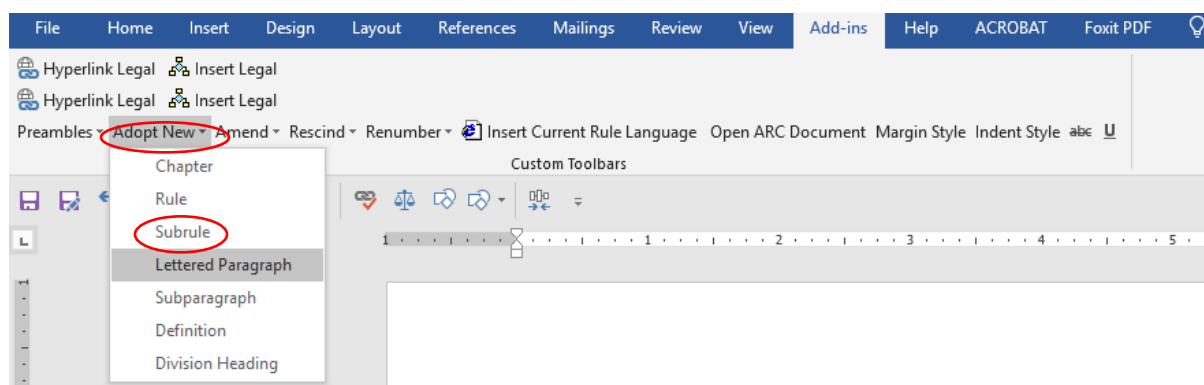 File Home Insert Design Layout References Mailings Review View Add-ins Help ACROBAT Foxit PDF
Hyperlink Legal Insert Legal
Hyperlink Legal Insert Legal
Preambles Adopt New Amend Rescind Renumber Insert Current Rule Language Open ARC Document Margin Style Indent Style abc U
Custom Toolbars
Chapter
Rule
Subrule
Lettered Paragraph
Subparagraph
Definition
Division Heading
1 1 2 3 4 5
1